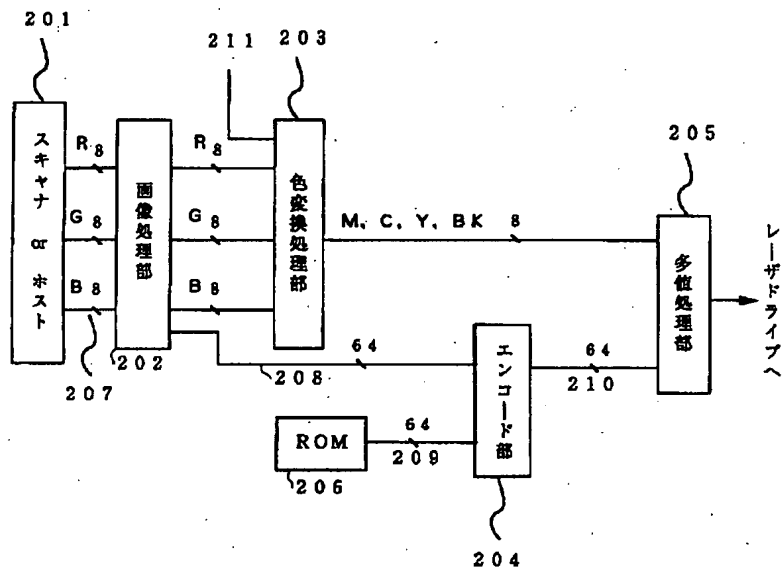 201
211
203
205
スキャナ or ホスト
R 8
G 8
B 8
画像処理部
R 8
G 8
B 8
色変換処理部
M、C、Y、BK 8
多値処理部
レーザドライブへ
202
207
208
64
エンコード部
64
210
ROM
64
209
206
204